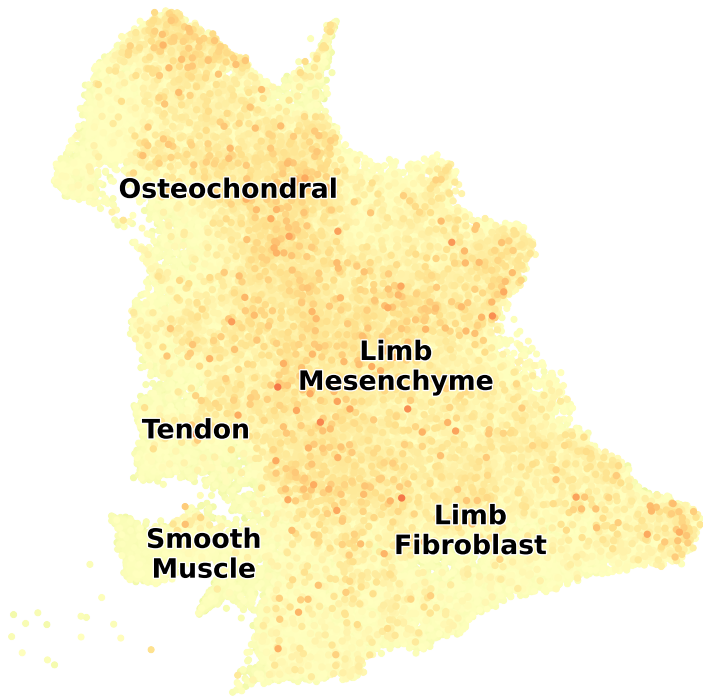 Osteochondral
Limb
Mesenchyme
Tendon
Limb
Fibroblast
Smooth
Muscle